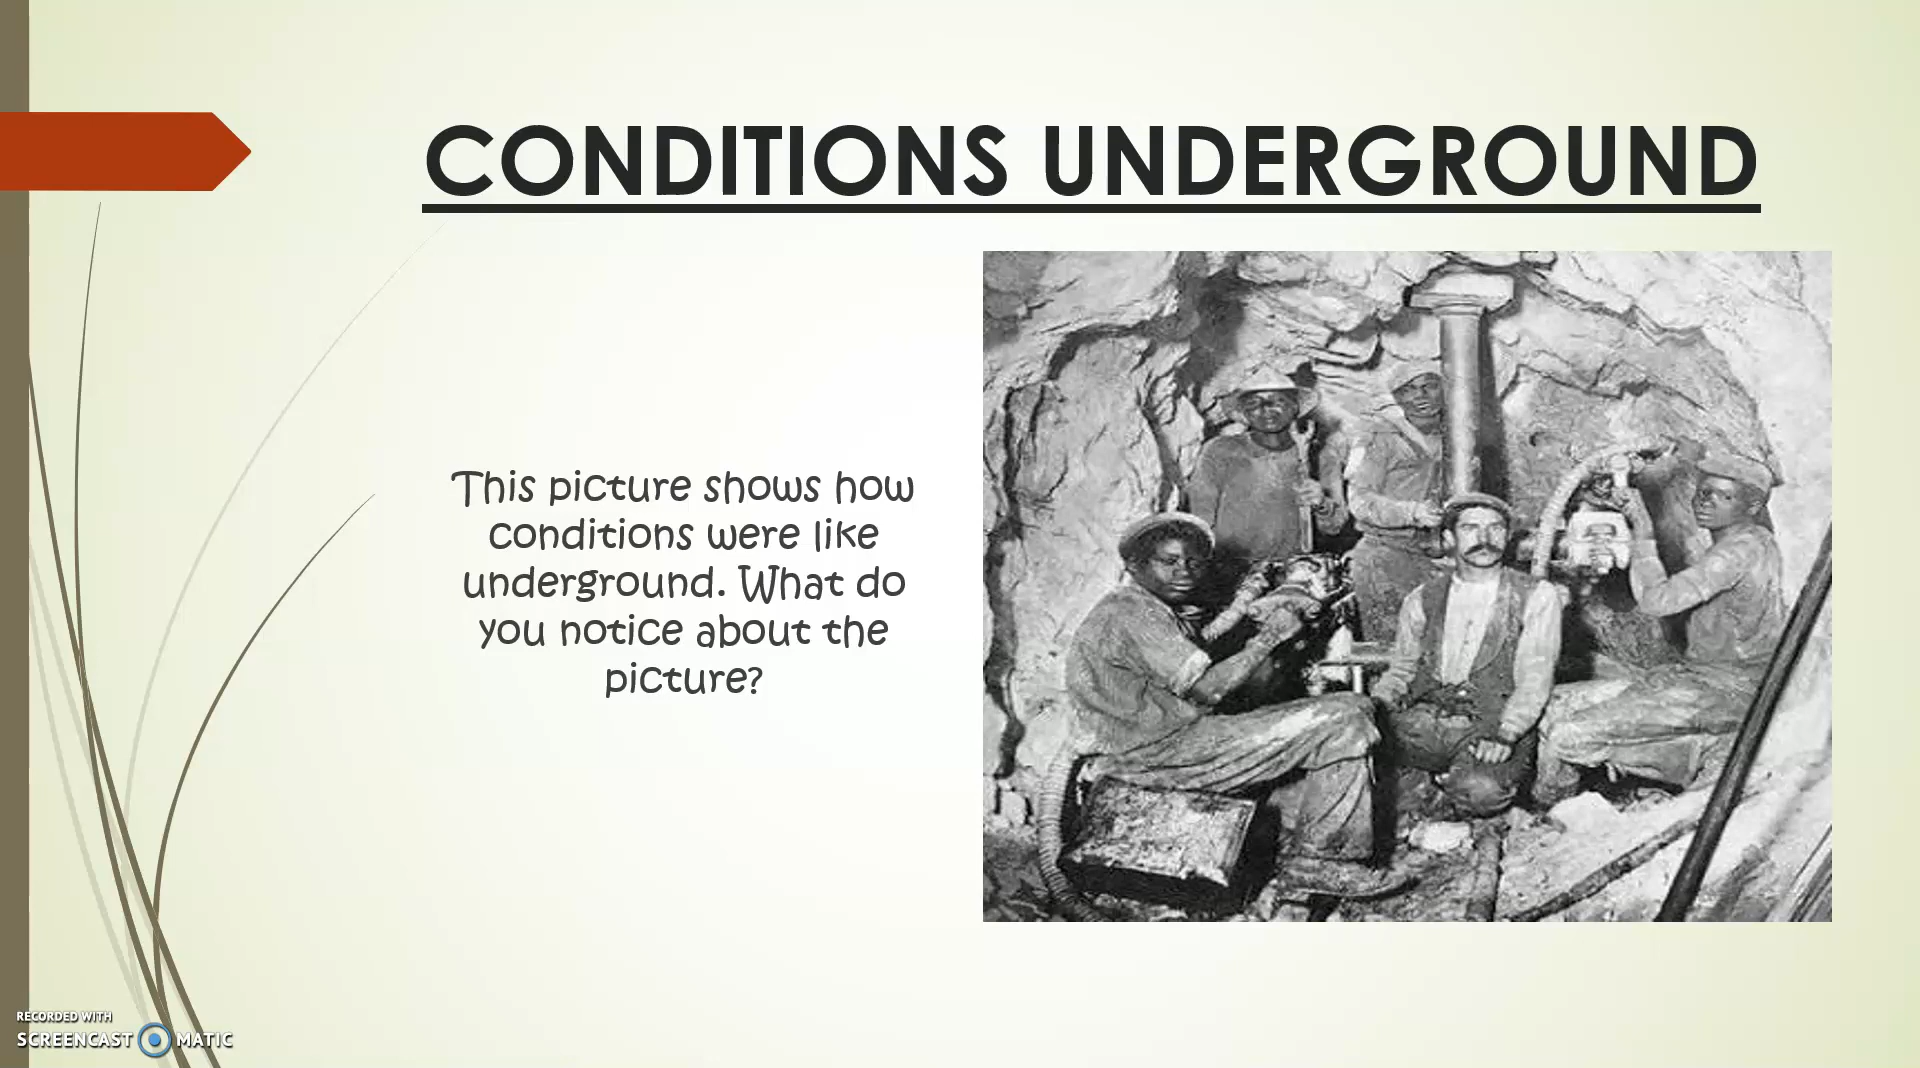 CONDITIONS UNDERGROUND
This picture shows how
conditions were like
underground. What do
you notice about the
picture?
RECORDED WITH
SCREENCAST MATIC